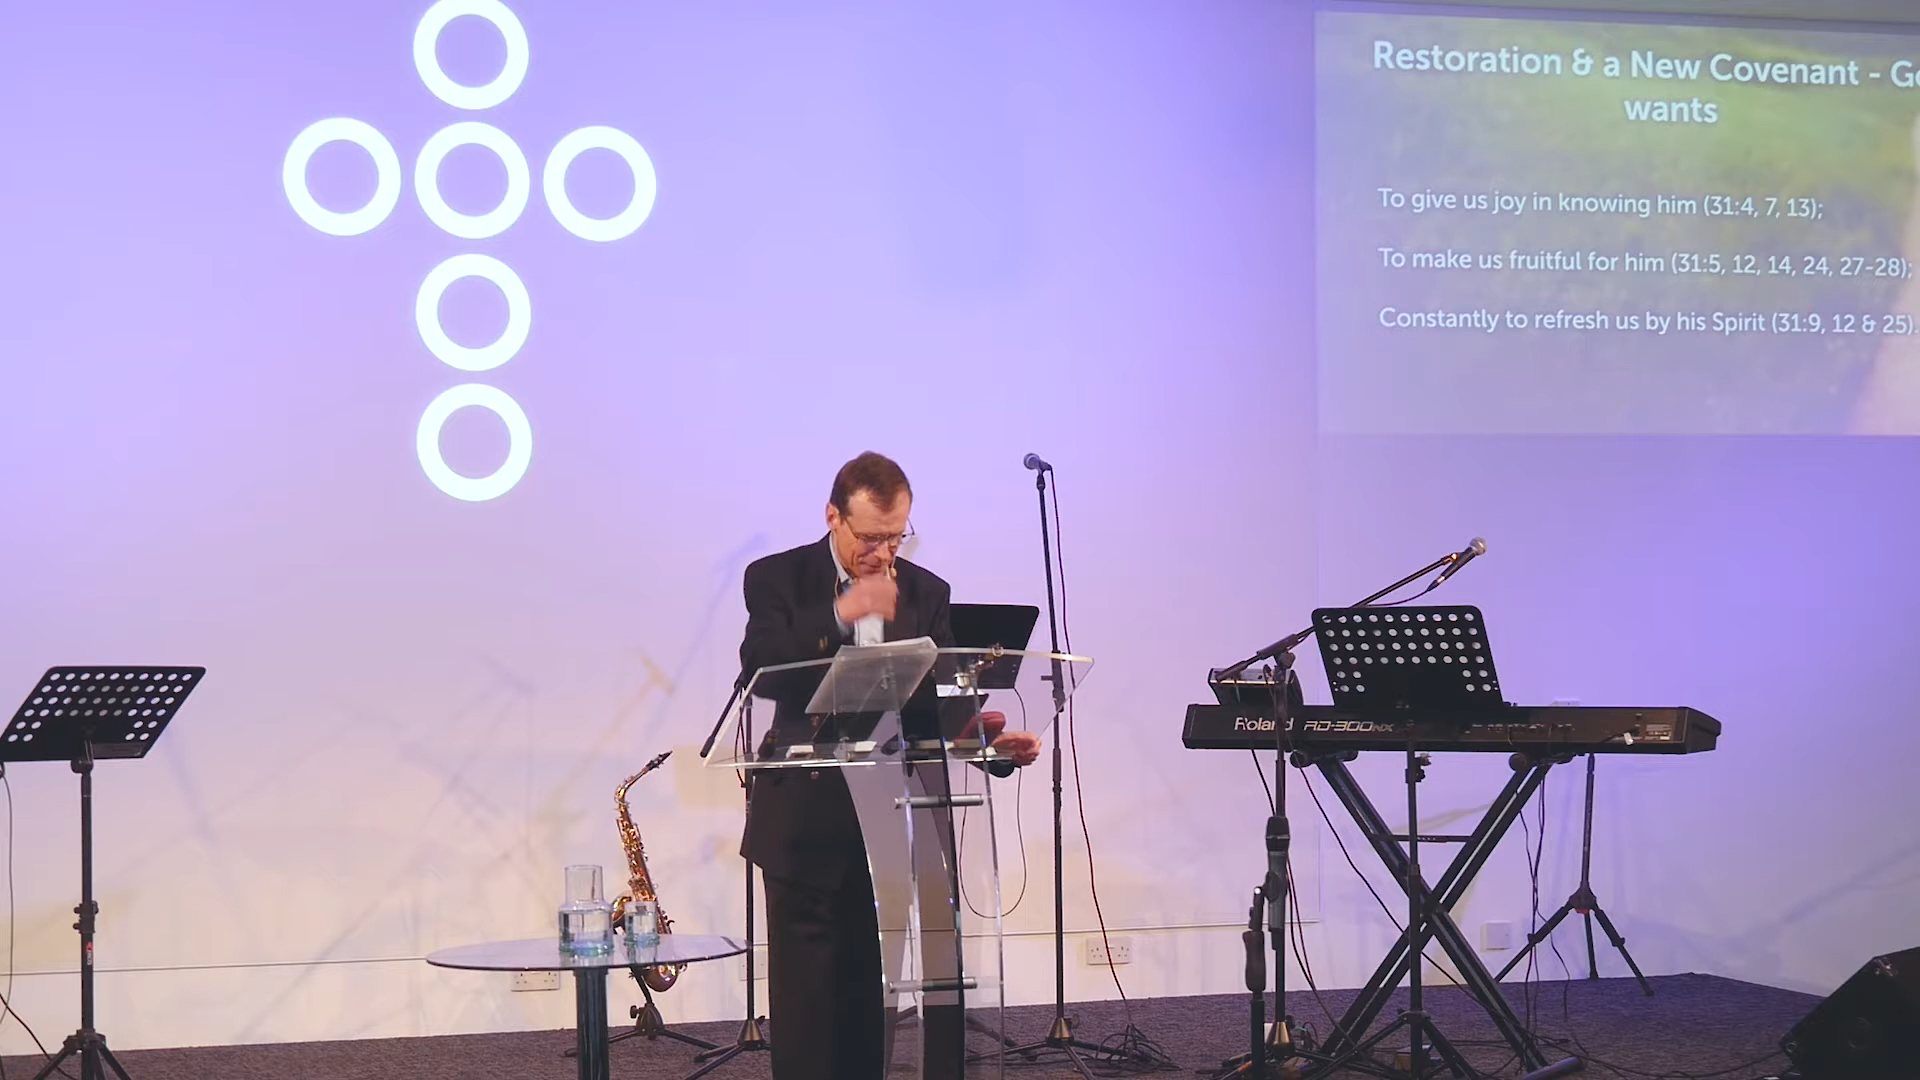 Restoration & a New Covenant -
wants
To give us joy in knowing him (31:4, 7, 13);
To make us fruitful for him (31:5, 12, 14, 24, 27-28);
Constantly to refresh us by his Spirit (31:9, 12 & 25).
Roland RD-300NX